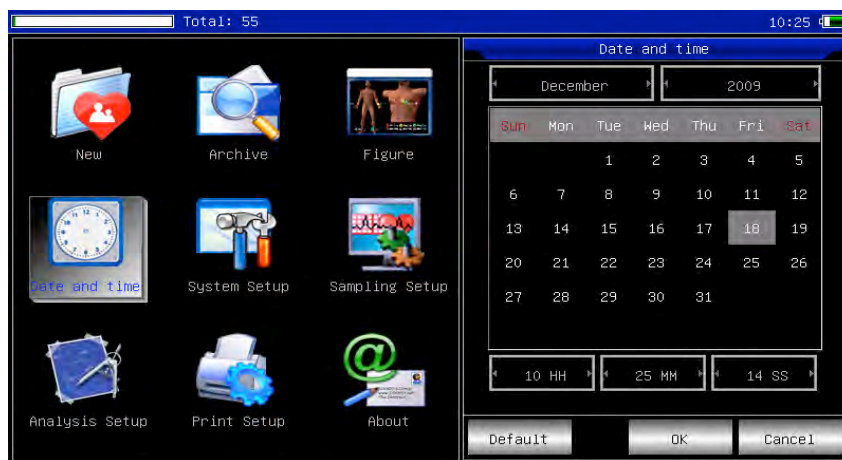 Total: 55
10:25
New
Archive
Figure
Date and time
System Setup
Sampling Setup
Analysis Setup
Print Setup
About
Date and time
December
2009
Sun Mon Tue Wed Thu Fri Sat
1 2 3 4 5
6 7 8 9 10 11 12
13 14 15 16 17 18 19
20 21 22 23 24 25 26
27 28 29 30 31
10 HH 25 MM 14 SS
Default OK Cancel